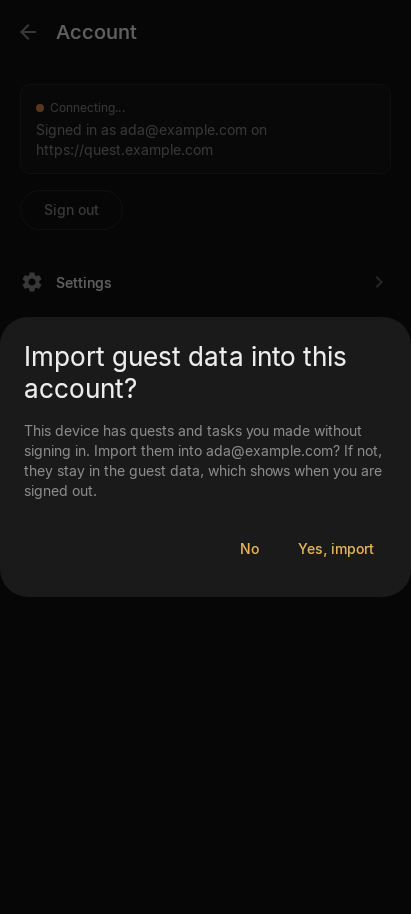 Account
Connecting...
Signed in as ada@example.com on
https://quest.example.com
Sign out
Settings
Import guest data into this
account?
This device has quests and tasks you made without
signing in. Import them into ada@example.com? If not,
they stay in the guest data, which shows when you are
signed out.
No
Yes, import